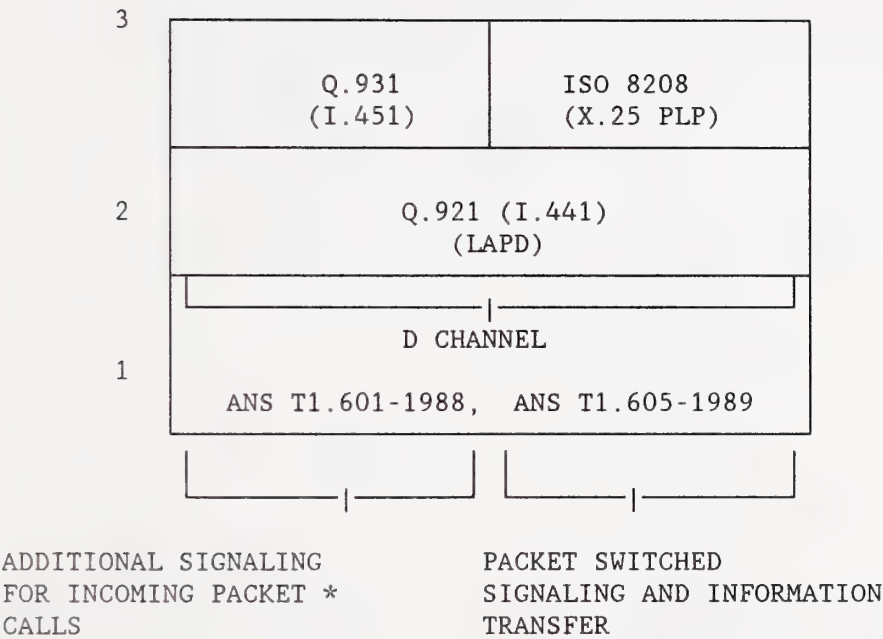 3
Q.931
(I.451)
ISO 8208
(X.25 PLP)
2
Q.921 (I.441)
(LAPD)
D CHANNEL
1
ANS T1.601-1988, ANS T1.605-1989
ADDITIONAL SIGNALING
FOR INCOMING PACKET *
CALLS
PACKET SWITCHED
SIGNALING AND INFORMATION
TRANSFER